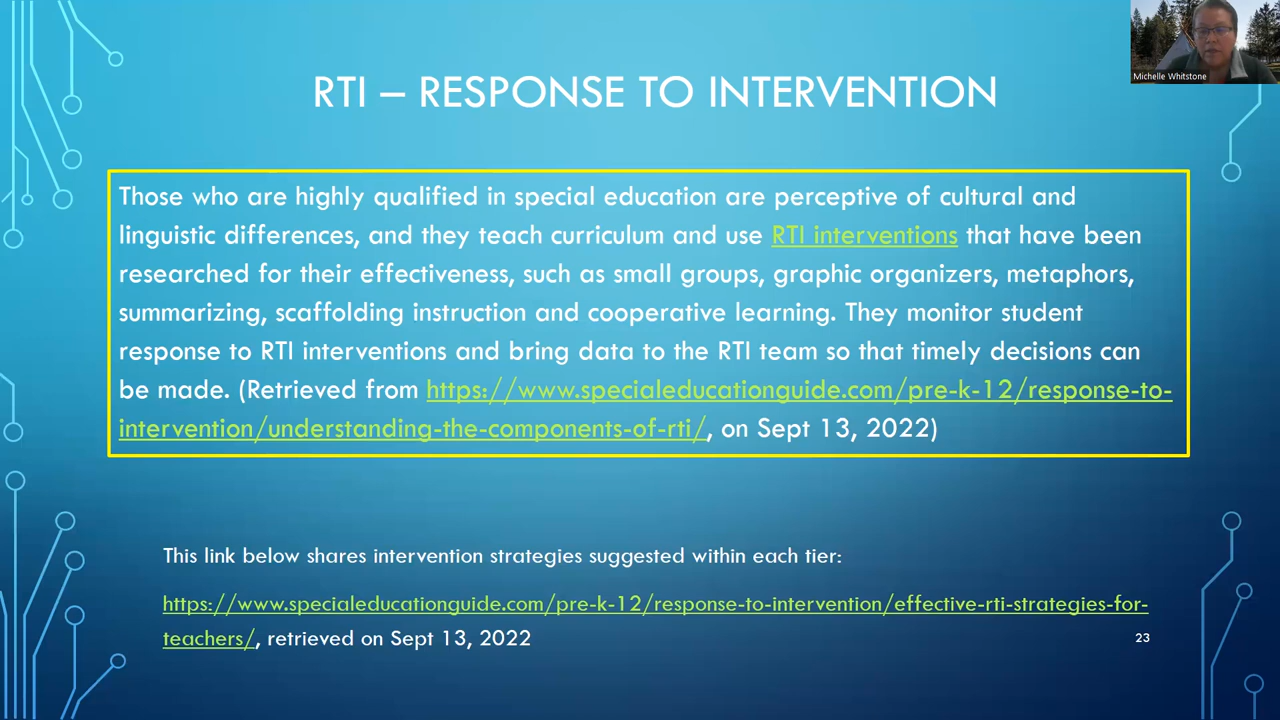 Michelle Whitstone
RTI – RESPONSE TO INTERVENTION
Those who are highly qualified in special education are perceptive of cultural and
linguistic differences, and they teach curriculum and use RTI interventions that have been
researched for their effectiveness, such as small groups, graphic organizers, metaphors,
summarizing, scaffolding instruction and cooperative learning. They monitor student
response to RTI interventions and bring data to the RTI team so that timely decisions can
be made. (Retrieved from https://www.specialeducationguide.com/pre-k-12/response-to-
intervention/understanding-the-components-of-rti/, on Sept 13, 2022)
This link below shares intervention strategies suggested within each tier:
https://www.specialeducationguide.com/pre-k-12/response-to-intervention/effective-rti-strategies-for-
teachers/, retrieved on Sept 13, 2022
23